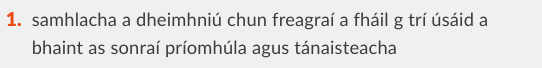 1. samhlacha a dheimhniú chun freagraí a fháil g trí úsáid a
bhaint as sonraí príomhúla agus tánaisteacha